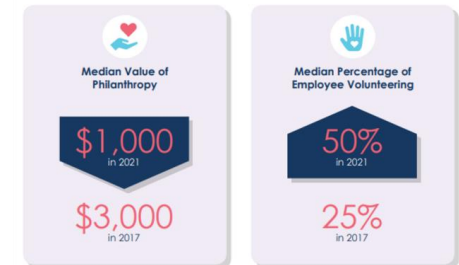 Median Value of
Philanthropy
$1,000
in 2021
$3,000
in 2017
Median Percentage of
Employee Volunteering
50%
in 2021
25%
in 2017